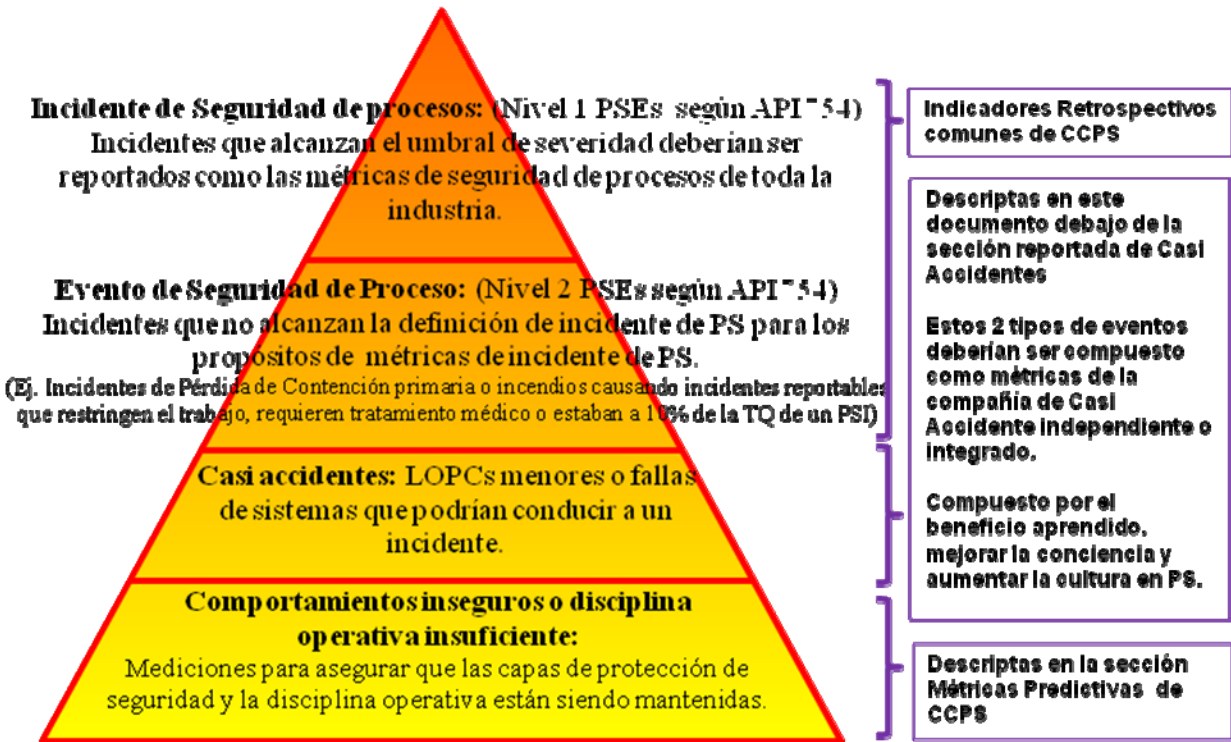 Incidente de Seguridad de procesos: (Nivel 1 PSEs según API 754)
Incidentes que alcanzan el umbral de severidad deberían ser
reportados como las métricas de seguridad de procesos de toda la
industria.
Evento de Seguridad de Proceso: (Nivel 2 PSEs según API 754)
Incidentes que no alcanzan la definición de incidente de PS para los
propósitos de métricas de incidente de PS.
(Ej. Incidentes de Pérdida de Contención primaria o incendios causando incidentes reportables
que restringen el trabajo, requieren tratamiento médico o estaban a 10% de la TQ de un PSI)
Casi accidentes: LOPCs menores o fallas
de sistemas que podrían conducir a un
incidente.
Comportamientos inseguros o disciplina
operativa insuficiente:
Mediciones para asegurar que las capas de protección de
seguridad y la disciplina operativa están siendo mantenidas.
Indicadores Retrospectivos
comunes de CCPS
Descriptas en este
documento debajo de la
sección reportada de Casi
Accidentes
Estos 2 tipos de eventos
deberían ser compuesto
como métricas de la
compañía de Casi
Accidente independiente o
integrado.
Compuesto por el
beneficio aprendido,
mejorar la conciencia y
aumentar la cultura en PS.
Descriptas en la sección
Métricas Predictivas de
CCPS